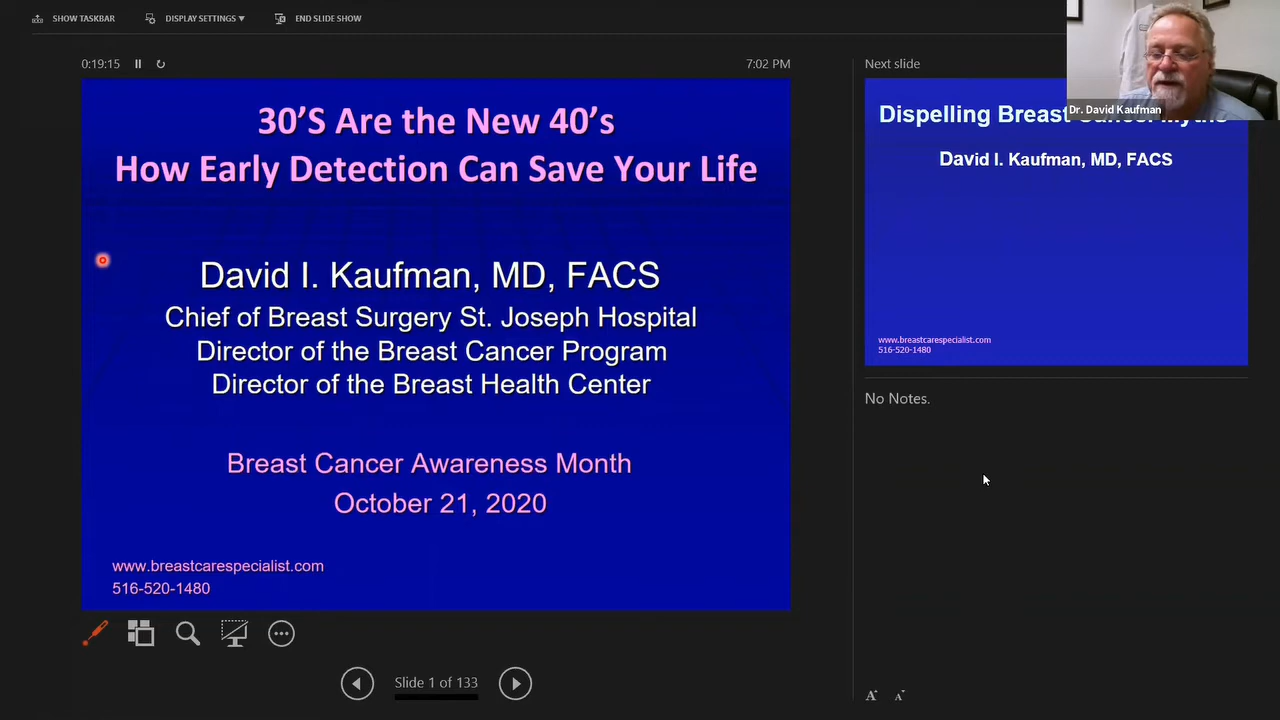 SHOW TASKBAR
DISPLAY SETTINGS ▼
END SLIDE SHOW
0:19:15
7:02 PM
30’S Are the New 40’s
How Early Detection Can Save Your Life
David I. Kaufman, MD, FACS
Chief of Breast Surgery St. Joseph Hospital
Director of the Breast Cancer Program
Director of the Breast Health Center
Breast Cancer Awareness Month
October 21, 2020
www.breastcarespecialist.com
516-520-1480
Slide 1 of 133
Next slide
Dr. David Kaufman
Dispelling Breast Cancer Myths
David I. Kaufman, MD, FACS
www.breastcarespecialist.com
516-520-1480
No Notes.
A
A